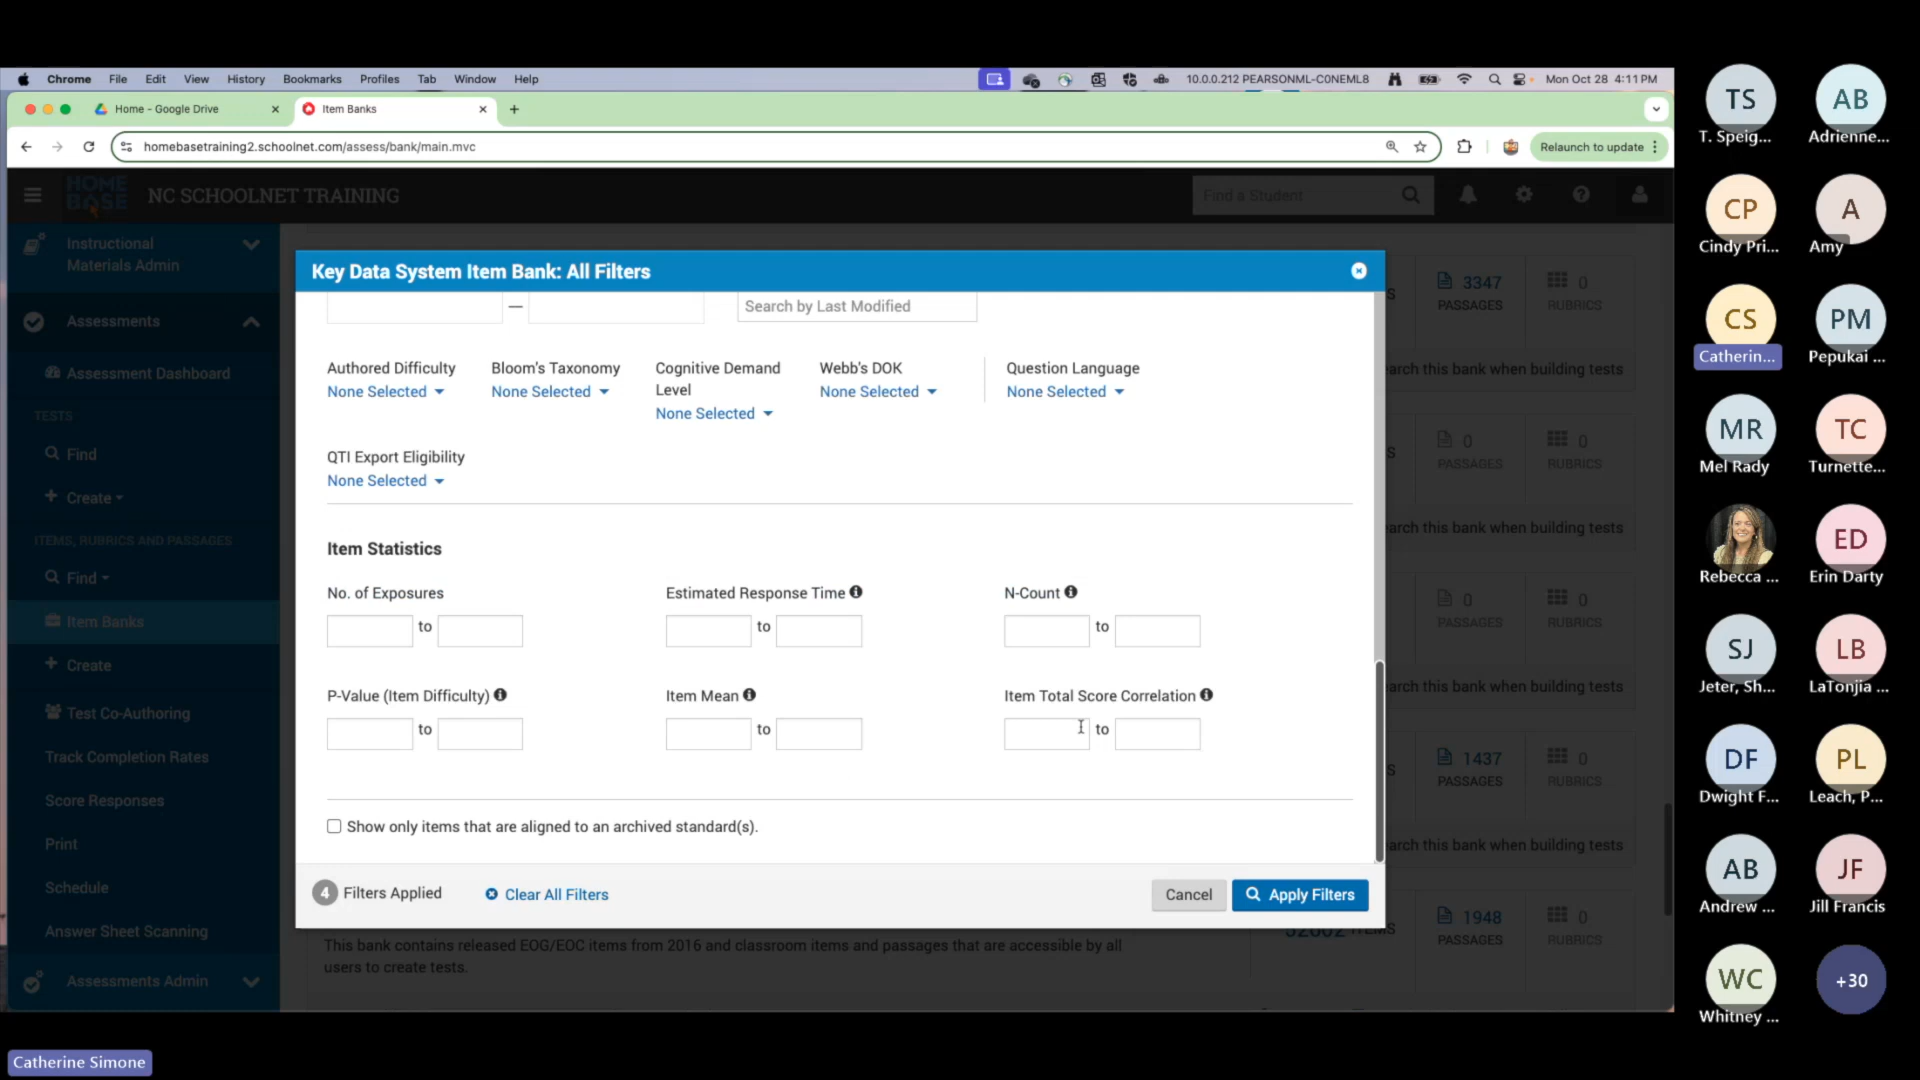 Chrome File Edit View History Bookmarks Profiles Tab Window Help
10.0.0.212 PEARSONML-C0NEML8 Mon Oct 28 4:11 PM
Home - Google Drive
Item Banks
homebasetraining2.schoolnet.com/assess/bank/main.mvc
Relaunch to update
HOME BASE
NC SCHOOLNET TRAINING
Find a Student
Instructional
Materials Admin
Assessments
Assessment Dashboard
TESTS
Find
Create
ITEMS, RUBRICS AND PASSAGES
Find
Item Banks
Create
Test Co-Authoring
Track Completion Rates
Score Responses
Print
Schedule
Answer Sheet Scanning
Assessments Admin
Key Data System Item Bank: All Filters
— Search by Last Modified
Authored Difficulty
None Selected
Bloom's Taxonomy
None Selected
Cognitive Demand
Level
None Selected
Webb's DOK
None Selected
Question Language
None Selected
QTI Export Eligibility
None Selected
Item Statistics
No. of Exposures
to
Estimated Response Time
to
N-Count
to
P-Value (Item Difficulty)
to
Item Mean
to
Item Total Score Correlation
to
Show only items that are aligned to an archived standard(s).
4 Filters Applied
Clear All Filters
Cancel
Apply Filters
3347
PASSAGES
0
RUBRICS
search this bank when building tests
0
PASSAGES
0
RUBRICS
search this bank when building tests
0
PASSAGES
0
RUBRICS
search this bank when building tests
1437
PASSAGES
0
RUBRICS
search this bank when building tests
1948
PASSAGES
0
RUBRICS
This bank contains released EOG/EOC items from 2016 and classroom items and passages that are accessible by all
users to create tests.
TS
T. Speig...
AB
Adrienne...
CP
Cindy Pri...
A
Amy
CS
Catherin...
PM
Pepukai ...
MR
Mel Rady
TC
Turnette...
Rebecca ...
ED
Erin Darty
SJ
Jeter, Sh...
LB
LaTonjia ...
DF
Dwight F...
PL
Leach, P...
AB
Andrew ...
JF
Jill Francis
WC
Whitney ...
+30
Catherine Simone